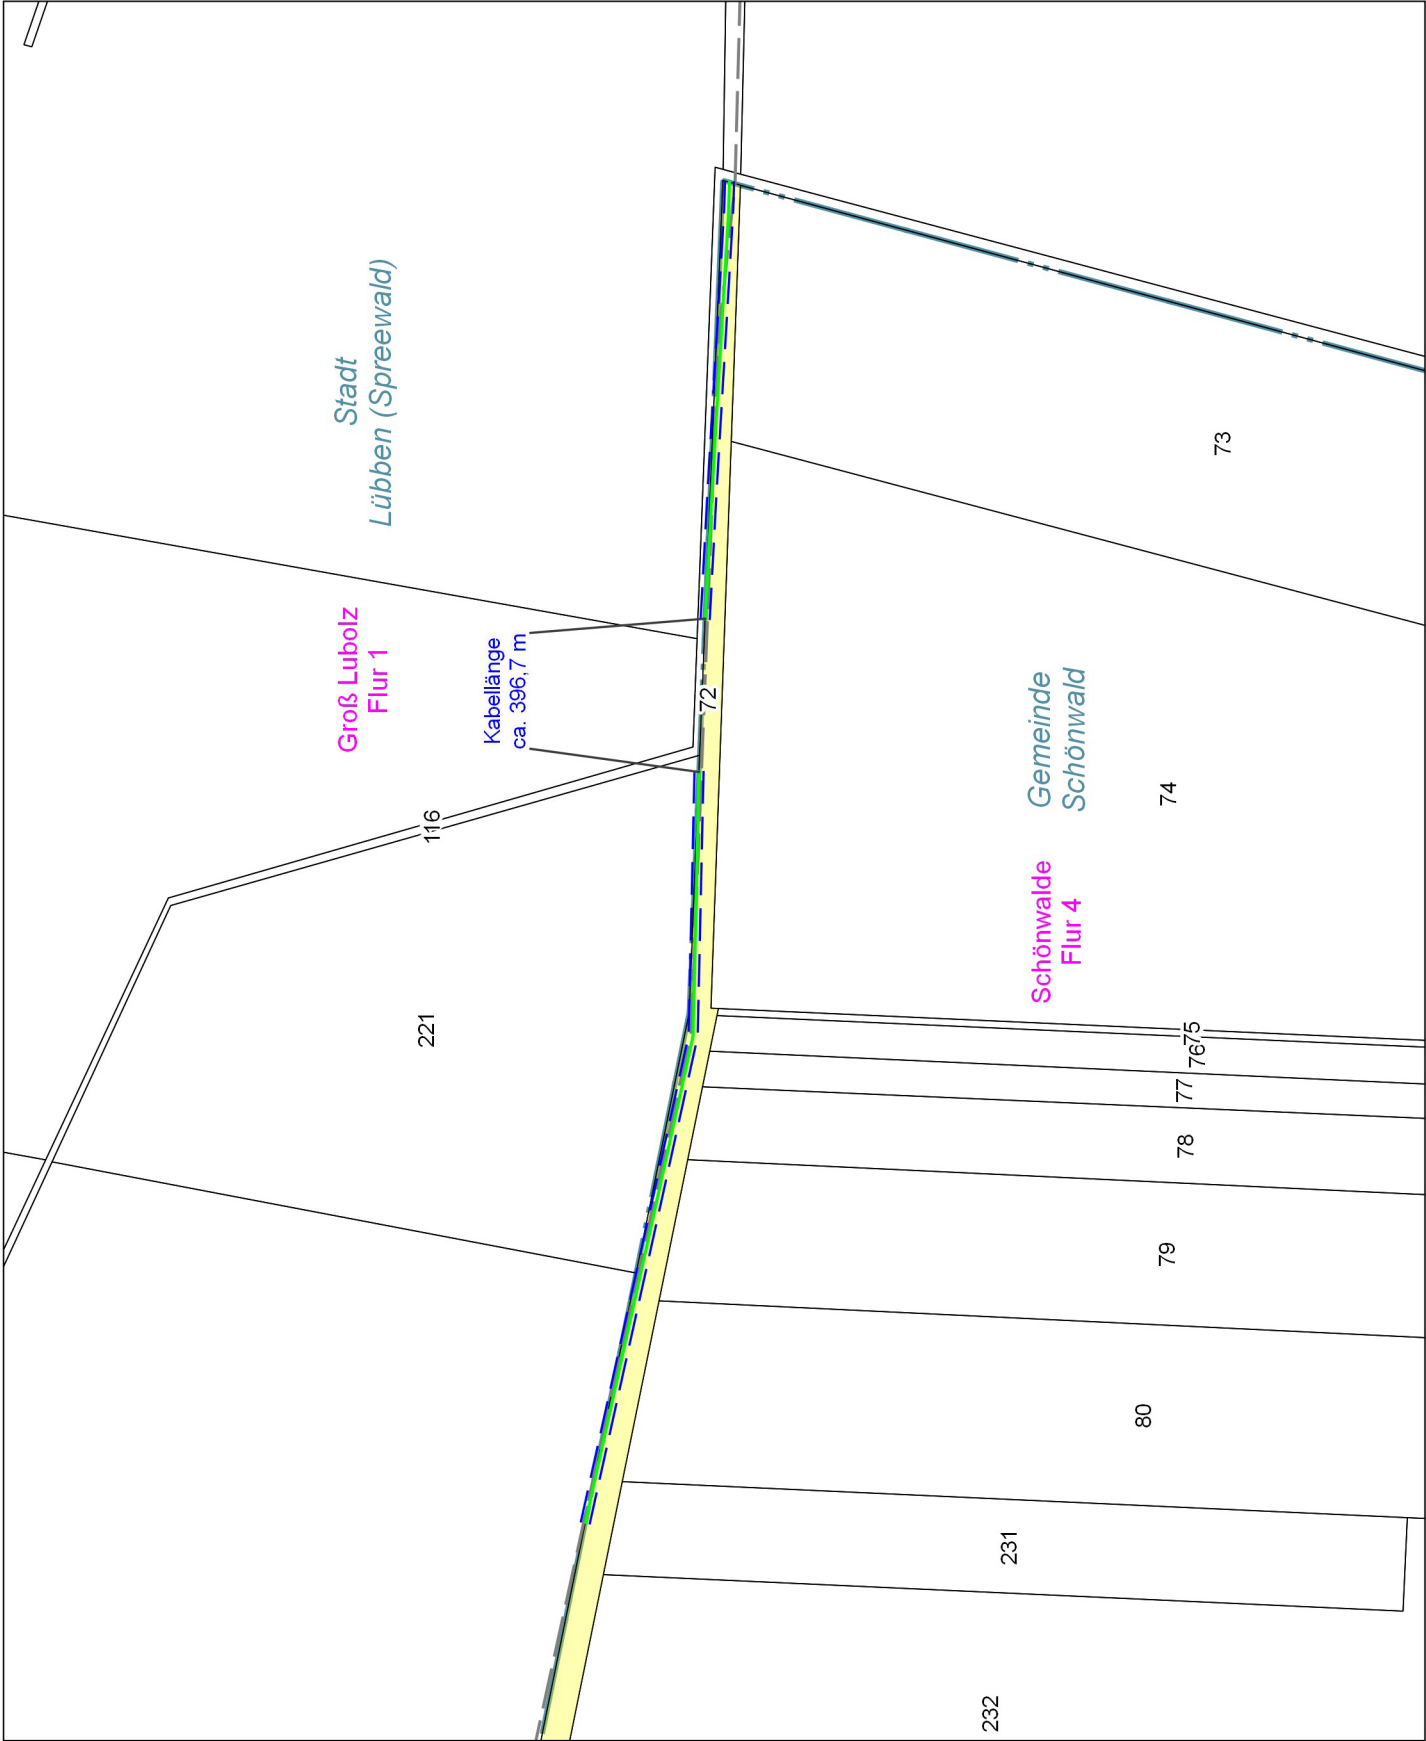 Stadt
Lübben (Spreewald)
Groß Lubolz
Flur 1
Kabellänge
ca. 396,7 m
72
116
221
73
Gemeinde
Schönwald
74
Schönwalde
Flur 4
75
76
77
78
79
80
231
232